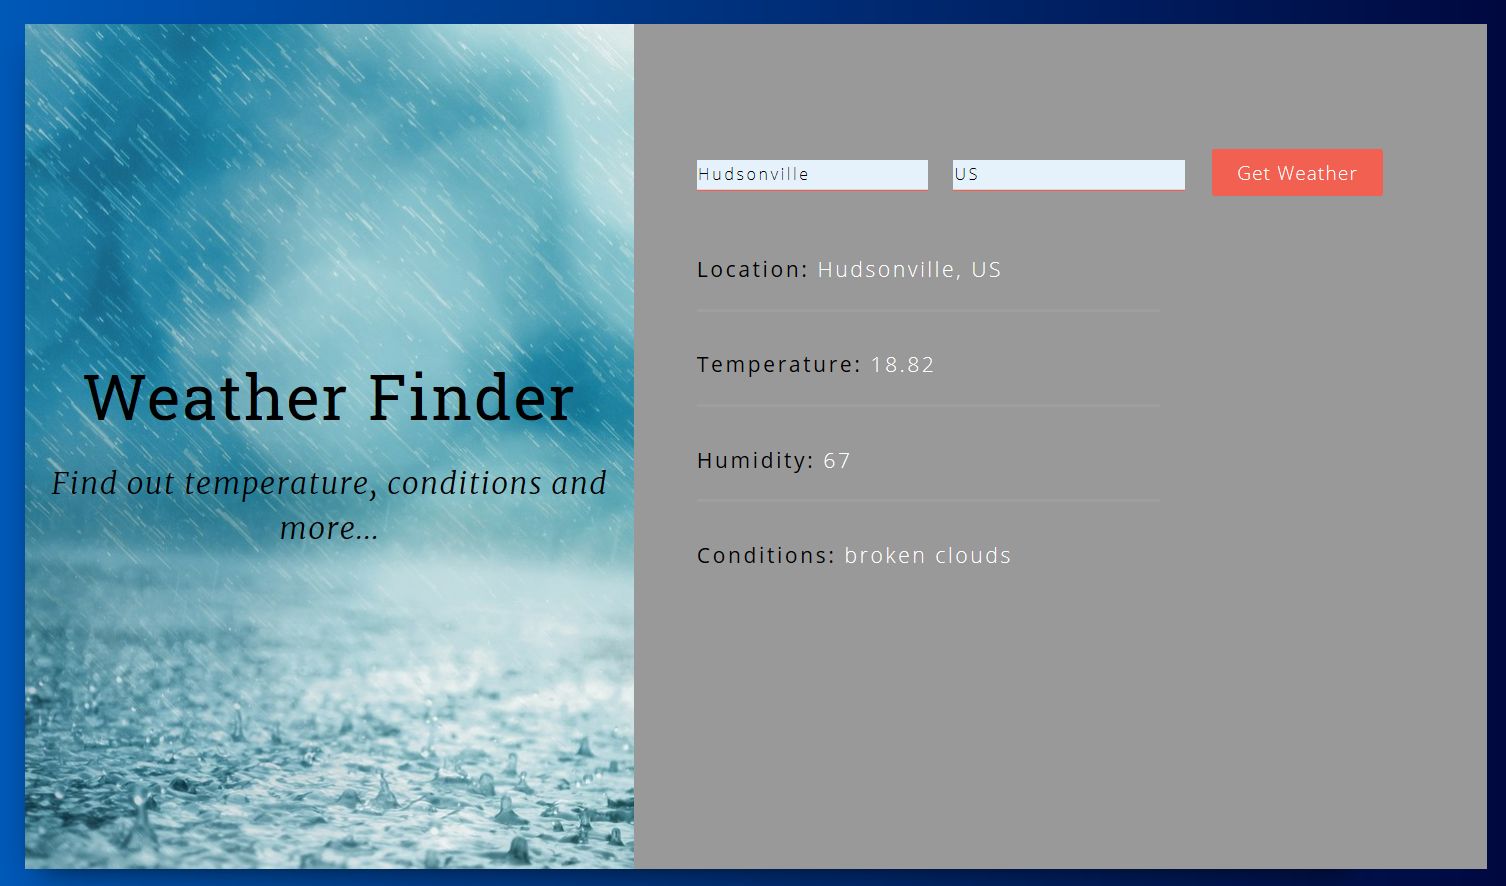 Weather Finder
Find out temperature, conditions and
more...
Hudsonville
US
Get Weather
Location: Hudsonville, US
Temperature: 18.82
Humidity: 67
Conditions: broken clouds